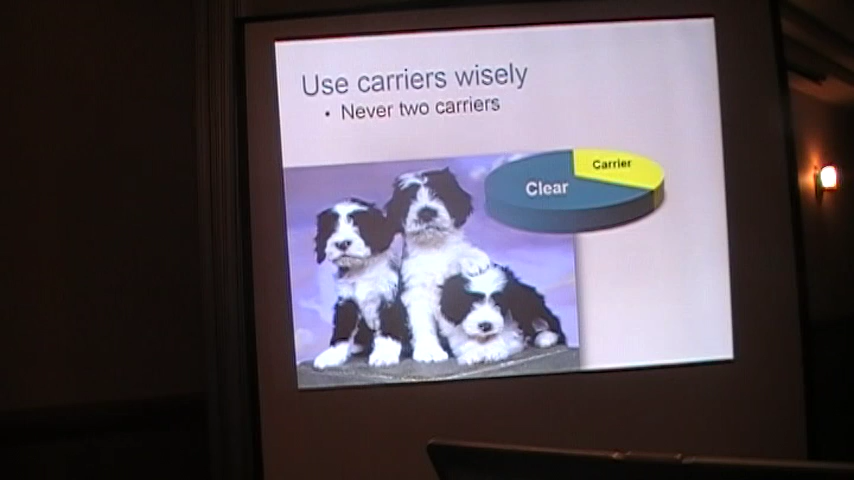 Use carriers wisely
• Never two carriers
Carrier
Clear